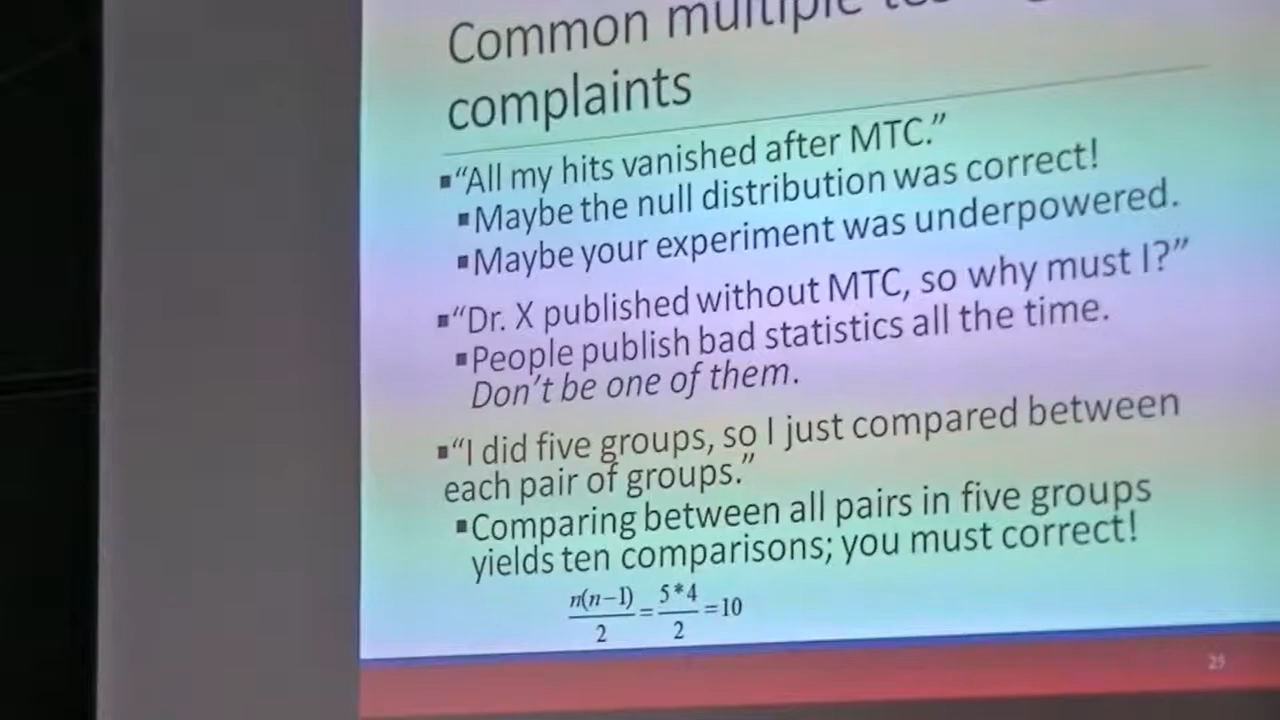 Common multiple
complaints
▪“All my hits vanished after MTC.”
▪Maybe the null distribution was correct!
▪Maybe your experiment was underpowered.
▪“Dr. X published without MTC, so why must I?”
▪People publish bad statistics all the time.
Don’t be one of them.
▪“I did five groups, so I just compared between
each pair of groups.”
▪Comparing between all pairs in five groups
yields ten comparisons; you must correct!
n(n−1)/2 = 5*4/2 =10
25